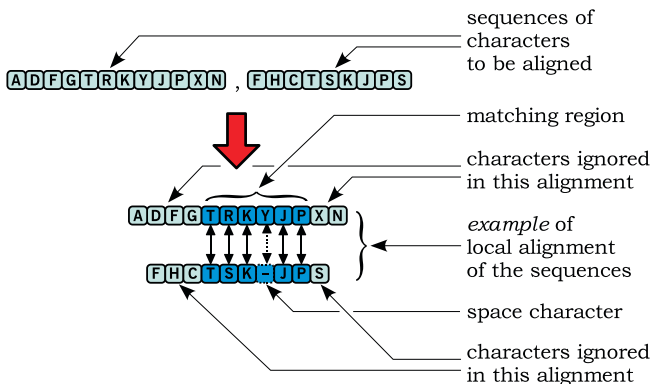 sequences of
characters
to be aligned
ADFGTRKYJPXN , FHCTSKJPS
matching region
characters ignored
in this alignment
ADFGTRKYJPXN
example of
local alignment
of the sequences
FHCTSK–JPS
space character
characters ignored
in this alignment